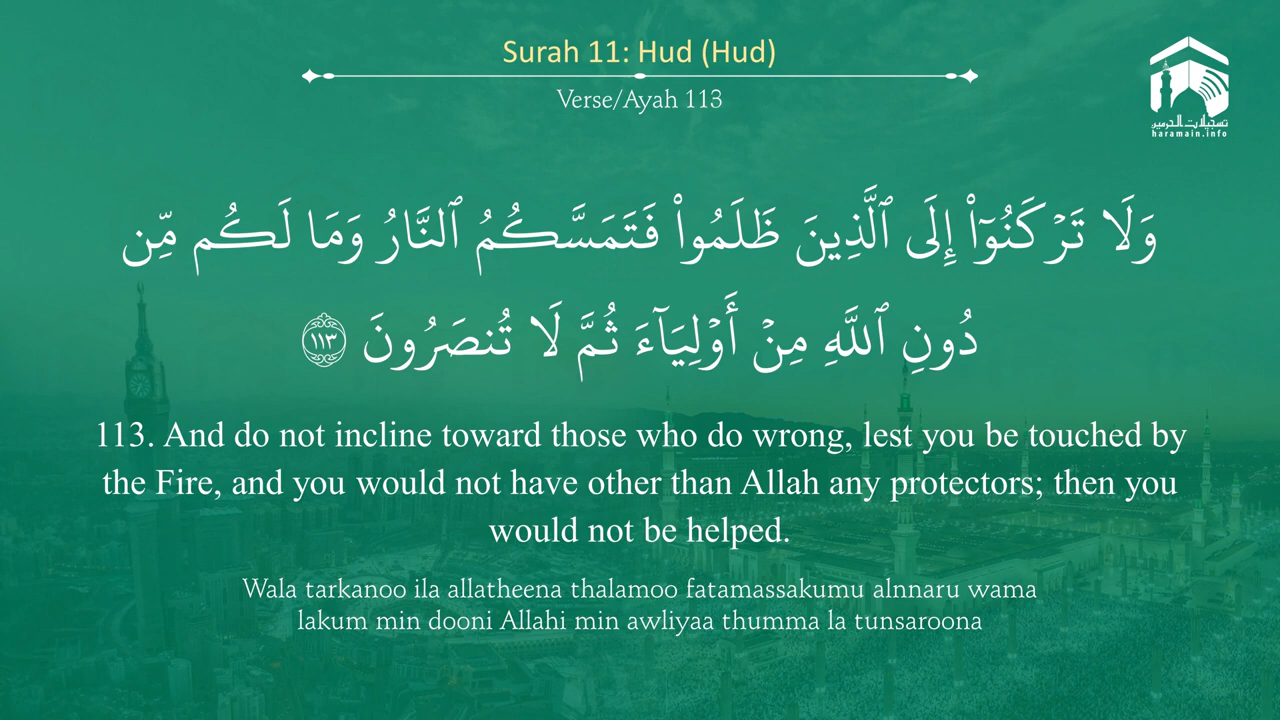 Surah 11: Hud (Hud)
Verse/Ayah 113
تسجيلات الحرمين
haramain.info
وَلَا تَرْكَنُوٓا۟ إِلَى ٱلَّذِينَ ظَلَمُوا۟ فَتَمَسَّكُمُ ٱلنَّارُ وَمَا لَكُم مِّن
دُونِ ٱللَّهِ مِنْ أَوْلِيَآءَ ثُمَّ لَا تُنصَرُونَ ١١٣
113. And do not incline toward those who do wrong, lest you be touched by
the Fire, and you would not have other than Allah any protectors; then you
would not be helped.
Wala tarkanoo ila allatheena thalamoo fatamassakumu alnnaru wama
lakum min dooni Allahi min awliyaa thumma la tunsaroona